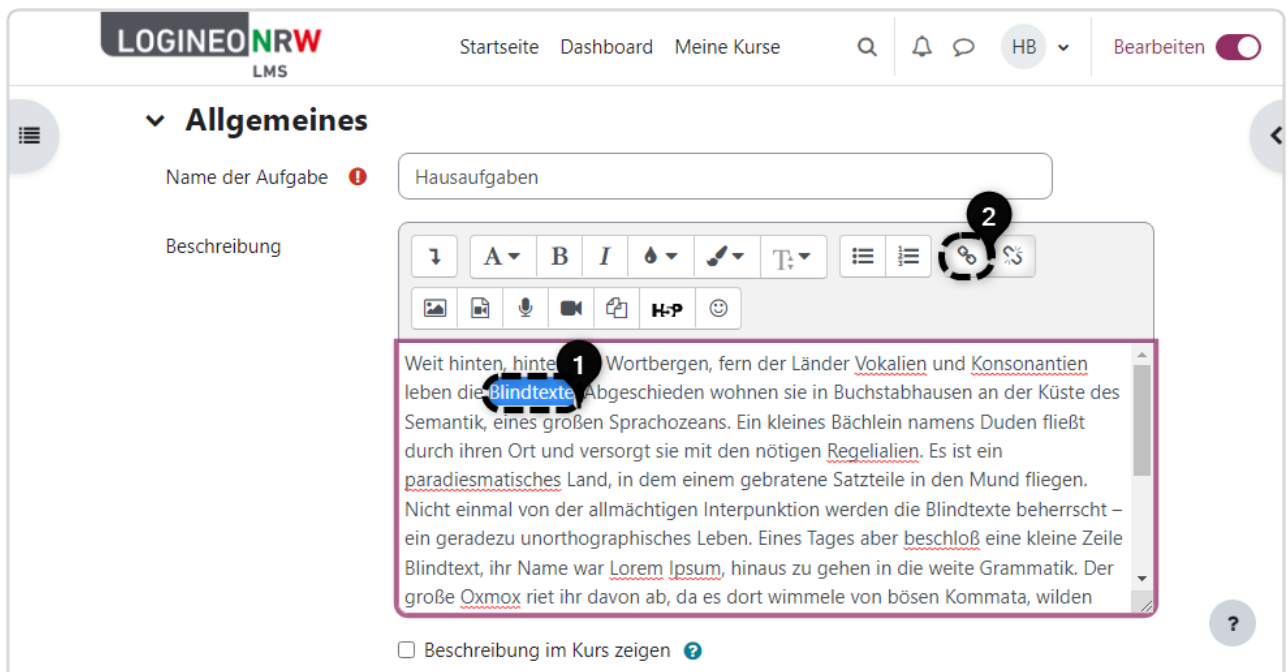 LOGINEO NRW
LMS
Startseite Dashboard Meine Kurse
HB
Bearbeiten
Allgemeines
Name der Aufgabe
Hausaufgaben
Beschreibung
2
A B I T
H5P
1
Weit hinten, hinte Wortbergen, fern der Länder Vokalien und Konsonantien
leben die Blindtexte Abgeschieden wohnen sie in Buchstabhausen an der Küste des
Semantik, eines großen Sprachozeans. Ein kleines Bächlein namens Duden fließt
durch ihren Ort und versorgt sie mit den nötigen Regelialien. Es ist ein
paradiesmatisches Land, in dem einem gebratene Satzteile in den Mund fliegen.
Nicht einmal von der allmächtigen Interpunktion werden die Blindtexte beherrscht –
ein geradezu unorthographisches Leben. Eines Tages aber beschloß eine kleine Zeile
Blindtext, ihr Name war Lorem Ipsum, hinaus zu gehen in die weite Grammatik. Der
große Oxmox riet ihr davon ab, da es dort wimmele von bösen Kommata, wilden
?
Beschreibung im Kurs zeigen ?